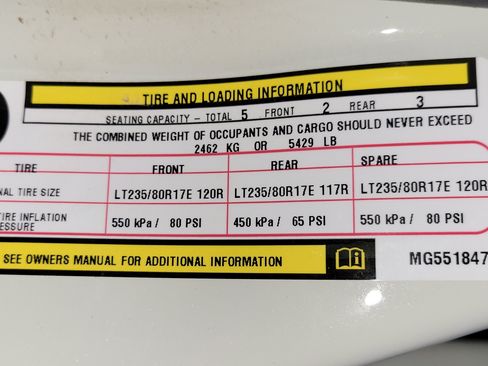 TIRE AND LOADING INFORMATION
SEATING CAPACITY - TOTAL 5 FRONT 2 REAR 3
THE COMBINED WEIGHT OF OCCUPANTS AND CARGO SHOULD NEVER EXCEED
2462 KG OR 5429 LB
TIRE FRONT REAR SPARE
NAL TIRE SIZE LT235/80R17E 120R LT235/80R17E 117R LT235/80R17E 120R
TIRE INFLATION
ESSURE 550 kPa / 80 PSI 450 kPa / 65 PSI 550 kPa / 80 PSI
SEE OWNERS MANUAL FOR ADDITIONAL INFORMATION
MG551847